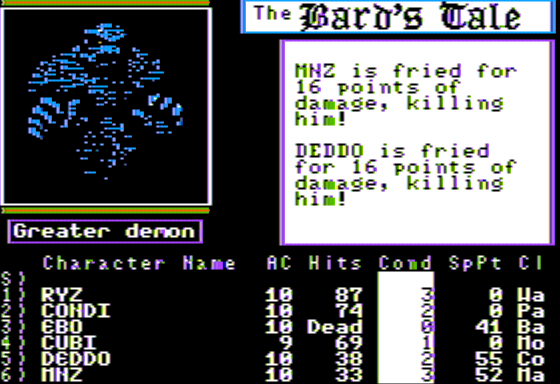 The Bard's Tale
MNZ is fried for
16 points of
damage, killing
him!
DEDDO is fried
for 16 points of
damage, killing
him!
Greater demon
Character Name AC Hits Cond SpPt Cl
S)
1) RYZ 10 87 3 0 Wa
2) CONDI 10 74 2 0 Pa
3) EBO 10 Dead 0 41 Ba
4) CUBI 9 69 1 0 Mo
5) DEDDO 10 38 2 55 Co
6) MNZ 10 33 3 52 Ma